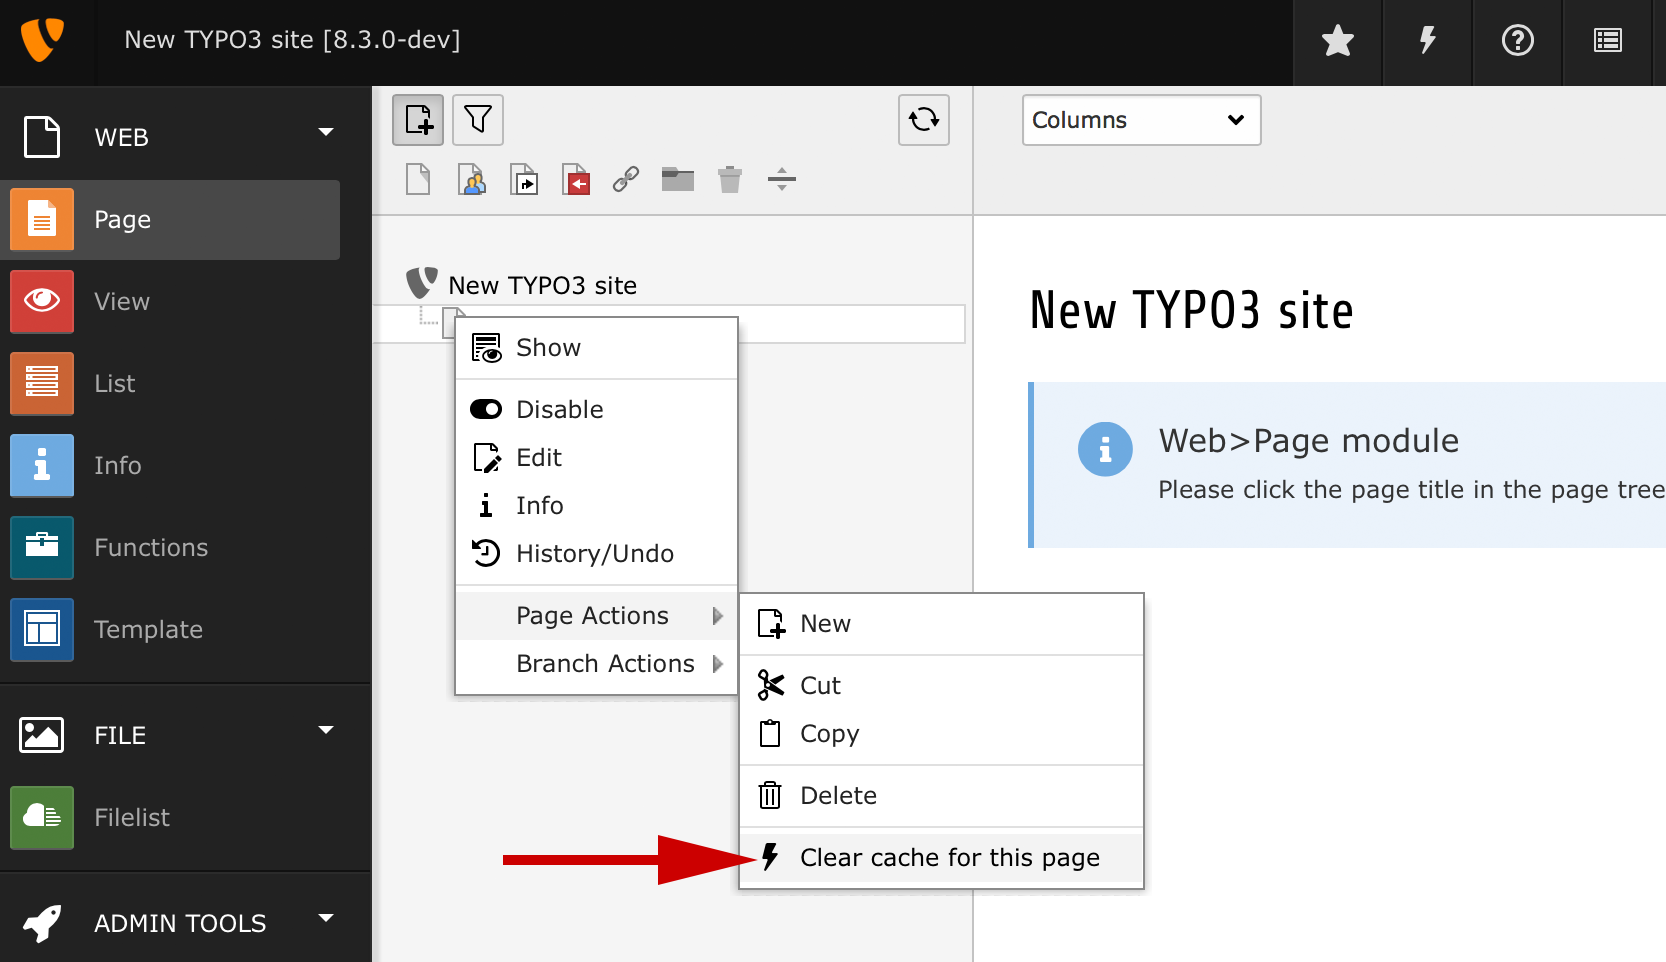 New TYPO3 site [8.3.0-dev]
WEB
Page
View
List
Info
Functions
Template
FILE
Filelist
ADMIN TOOLS
New TYPO3 site
Show
Disable
Edit
Info
History/Undo
Page Actions
Branch Actions
New
Cut
Copy
Delete
Clear cache for this page
Columns
New TYPO3 site
Web>Page module
Please click the page title in the page tree